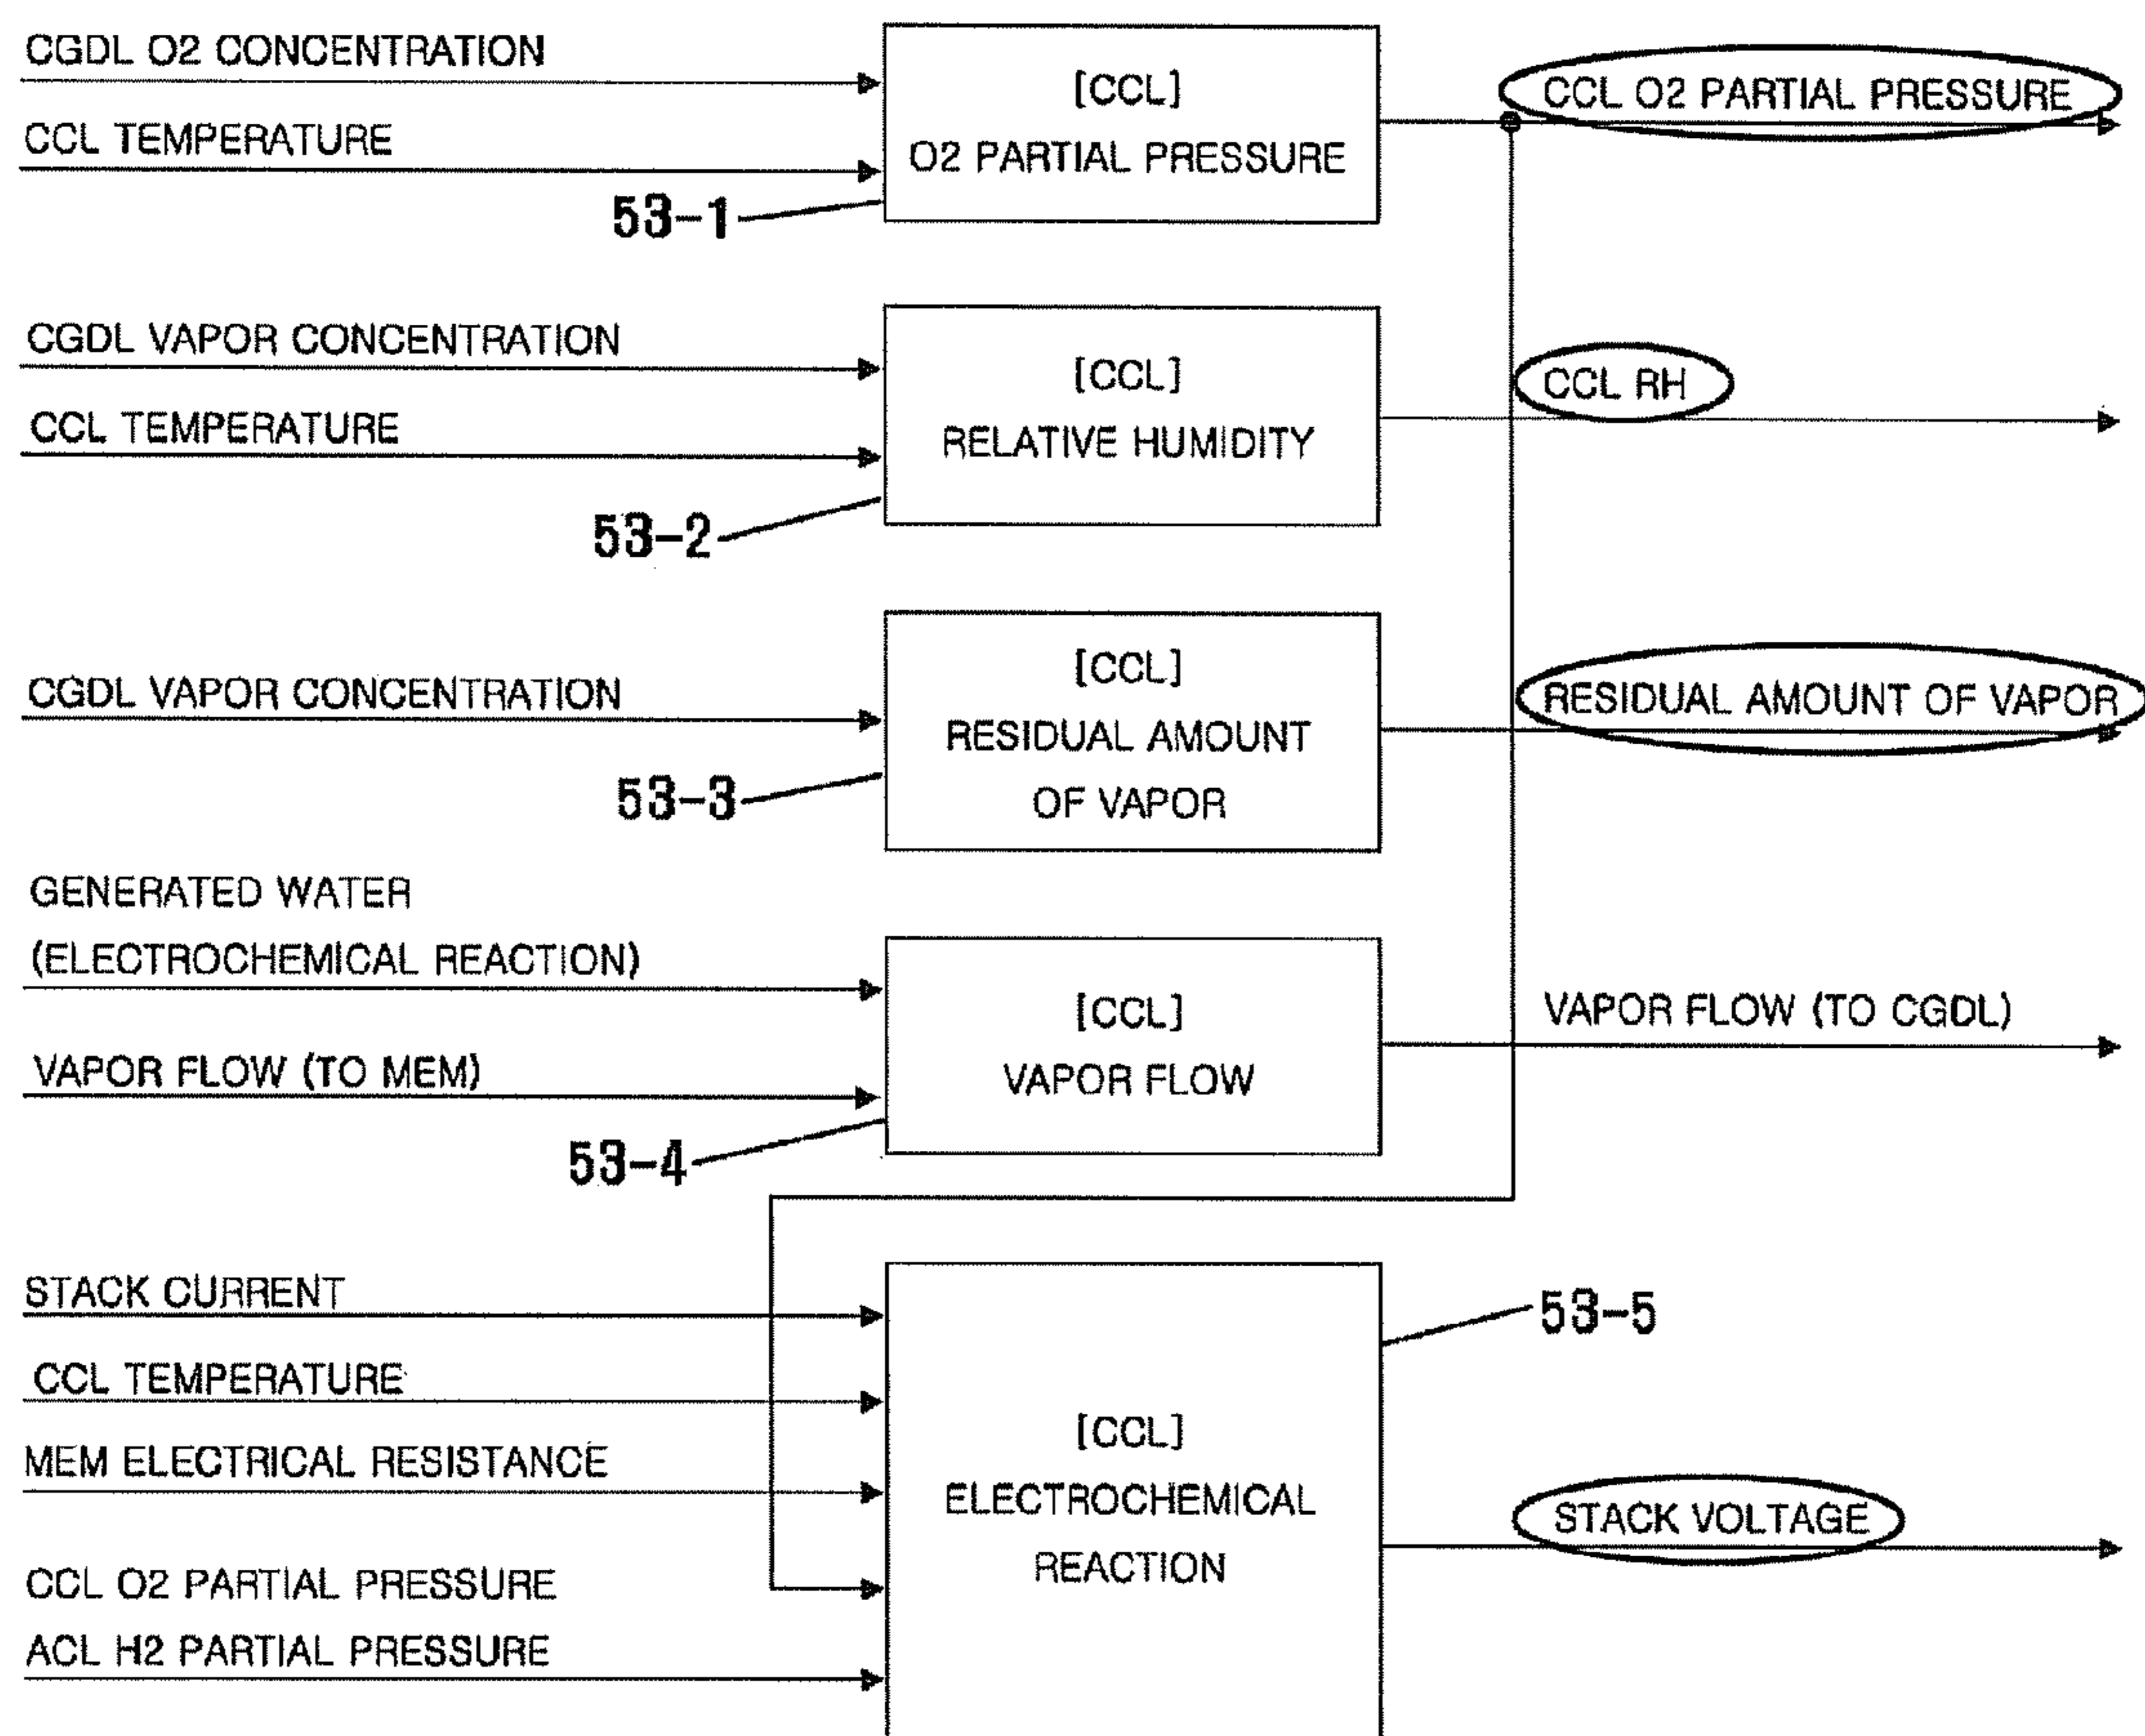 CGDL O2 CONCENTRATION
CCL TEMPERATURE
[CCL]
O2 PARTIAL PRESSURE
CCL O2 PARTIAL PRESSURE
53-1
CGDL VAPOR CONCENTRATION
CCL TEMPERATURE
[CCL]
RELATIVE HUMIDITY
CCL RH
53-2
CGDL VAPOR CONCENTRATION
[CCL]
RESIDUAL AMOUNT
OF VAPOR
RESIDUAL AMOUNT OF VAPOR
53-3
GENERATED WATER
(ELECTROCHEMICAL REACTION)
VAPOR FLOW (TO MEM)
[CCL]
VAPOR FLOW
VAPOR FLOW (TO CGDL)
53-4
STACK CURRENT
CCL TEMPERATURE
MEM ELECTRICAL RESISTANCE
CCL O2 PARTIAL PRESSURE
ACL H2 PARTIAL PRESSURE
[CCL]
ELECTROCHEMICAL
REACTION
53-5
STACK VOLTAGE